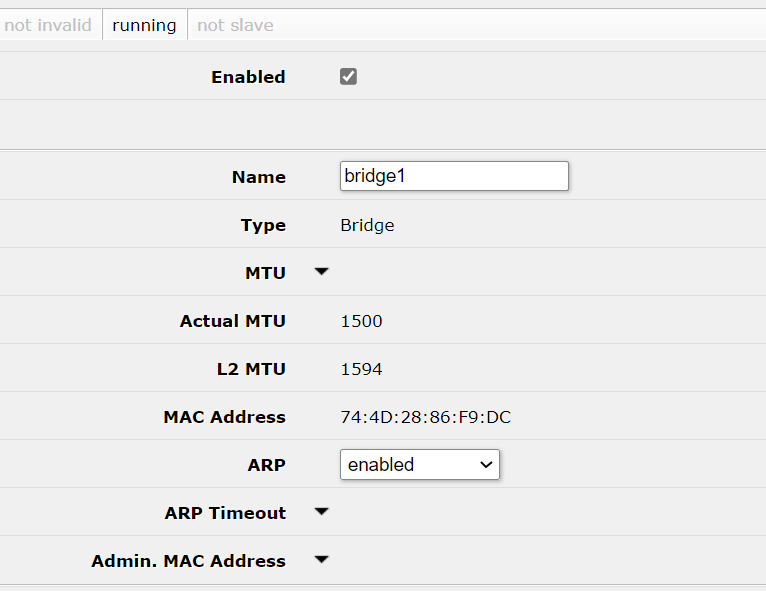 not invalid running not slave
Enabled
Name bridge1
Type Bridge
MTU
Actual MTU 1500
L2 MTU 1594
MAC Address 74:4D:28:86:F9:DC
ARP enabled
ARP Timeout
Admin. MAC Address